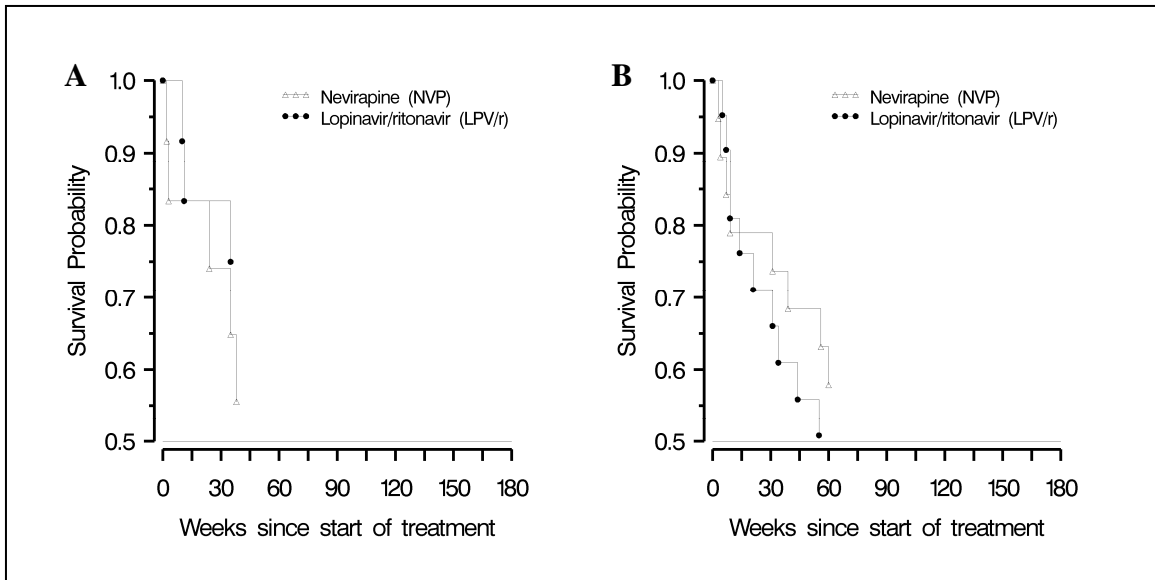 A
1.0
0.9
0.8
0.7
0.6
0.5
Survival Probability
Nevirapine (NVP)
Lopinavir/ritonavir (LPV/r)
0 30 60 90 120 150 180
Weeks since start of treatment
B
1.0
0.9
0.8
0.7
0.6
0.5
Survival Probability
Nevirapine (NVP)
Lopinavir/ritonavir (LPV/r)
0 30 60 90 120 150 180
Weeks since start of treatment